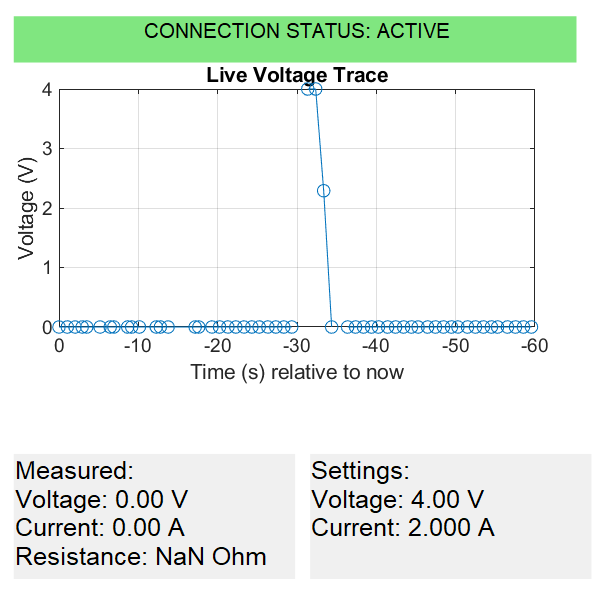 CONNECTION STATUS: ACTIVE
Live Voltage Trace
4
3
2
1
0
Voltage (V)
0 -10 -20 -30 -40 -50 -60
Time (s) relative to now
Measured:
Voltage: 0.00 V
Current: 0.00 A
Resistance: NaN Ohm
Settings:
Voltage: 4.00 V
Current: 2.000 A